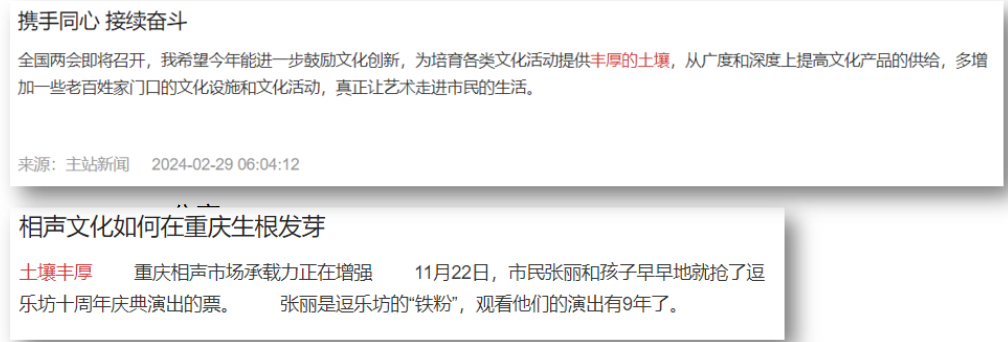 携手同心 接续奋斗
全国两会即将召开，我希望今年能进一步鼓励文化创新，为培育各类文化活动提供丰厚的土壤，从广度和深度上提高文化产品的供给，多增
加一些老百姓家门口的文化设施和文化活动，真正让艺术走进市民的生活。
来源：主站新闻 2024-02-29 06:04:12
相声文化如何在重庆生根发芽
土壤丰厚 重庆相声市场承载力正在增强 11月22日，市民张丽和孩子早早地就抢了逗
乐坊十周年庆典演出的票。 张丽是逗乐坊的“铁粉”，观看他们的演出有9年了。